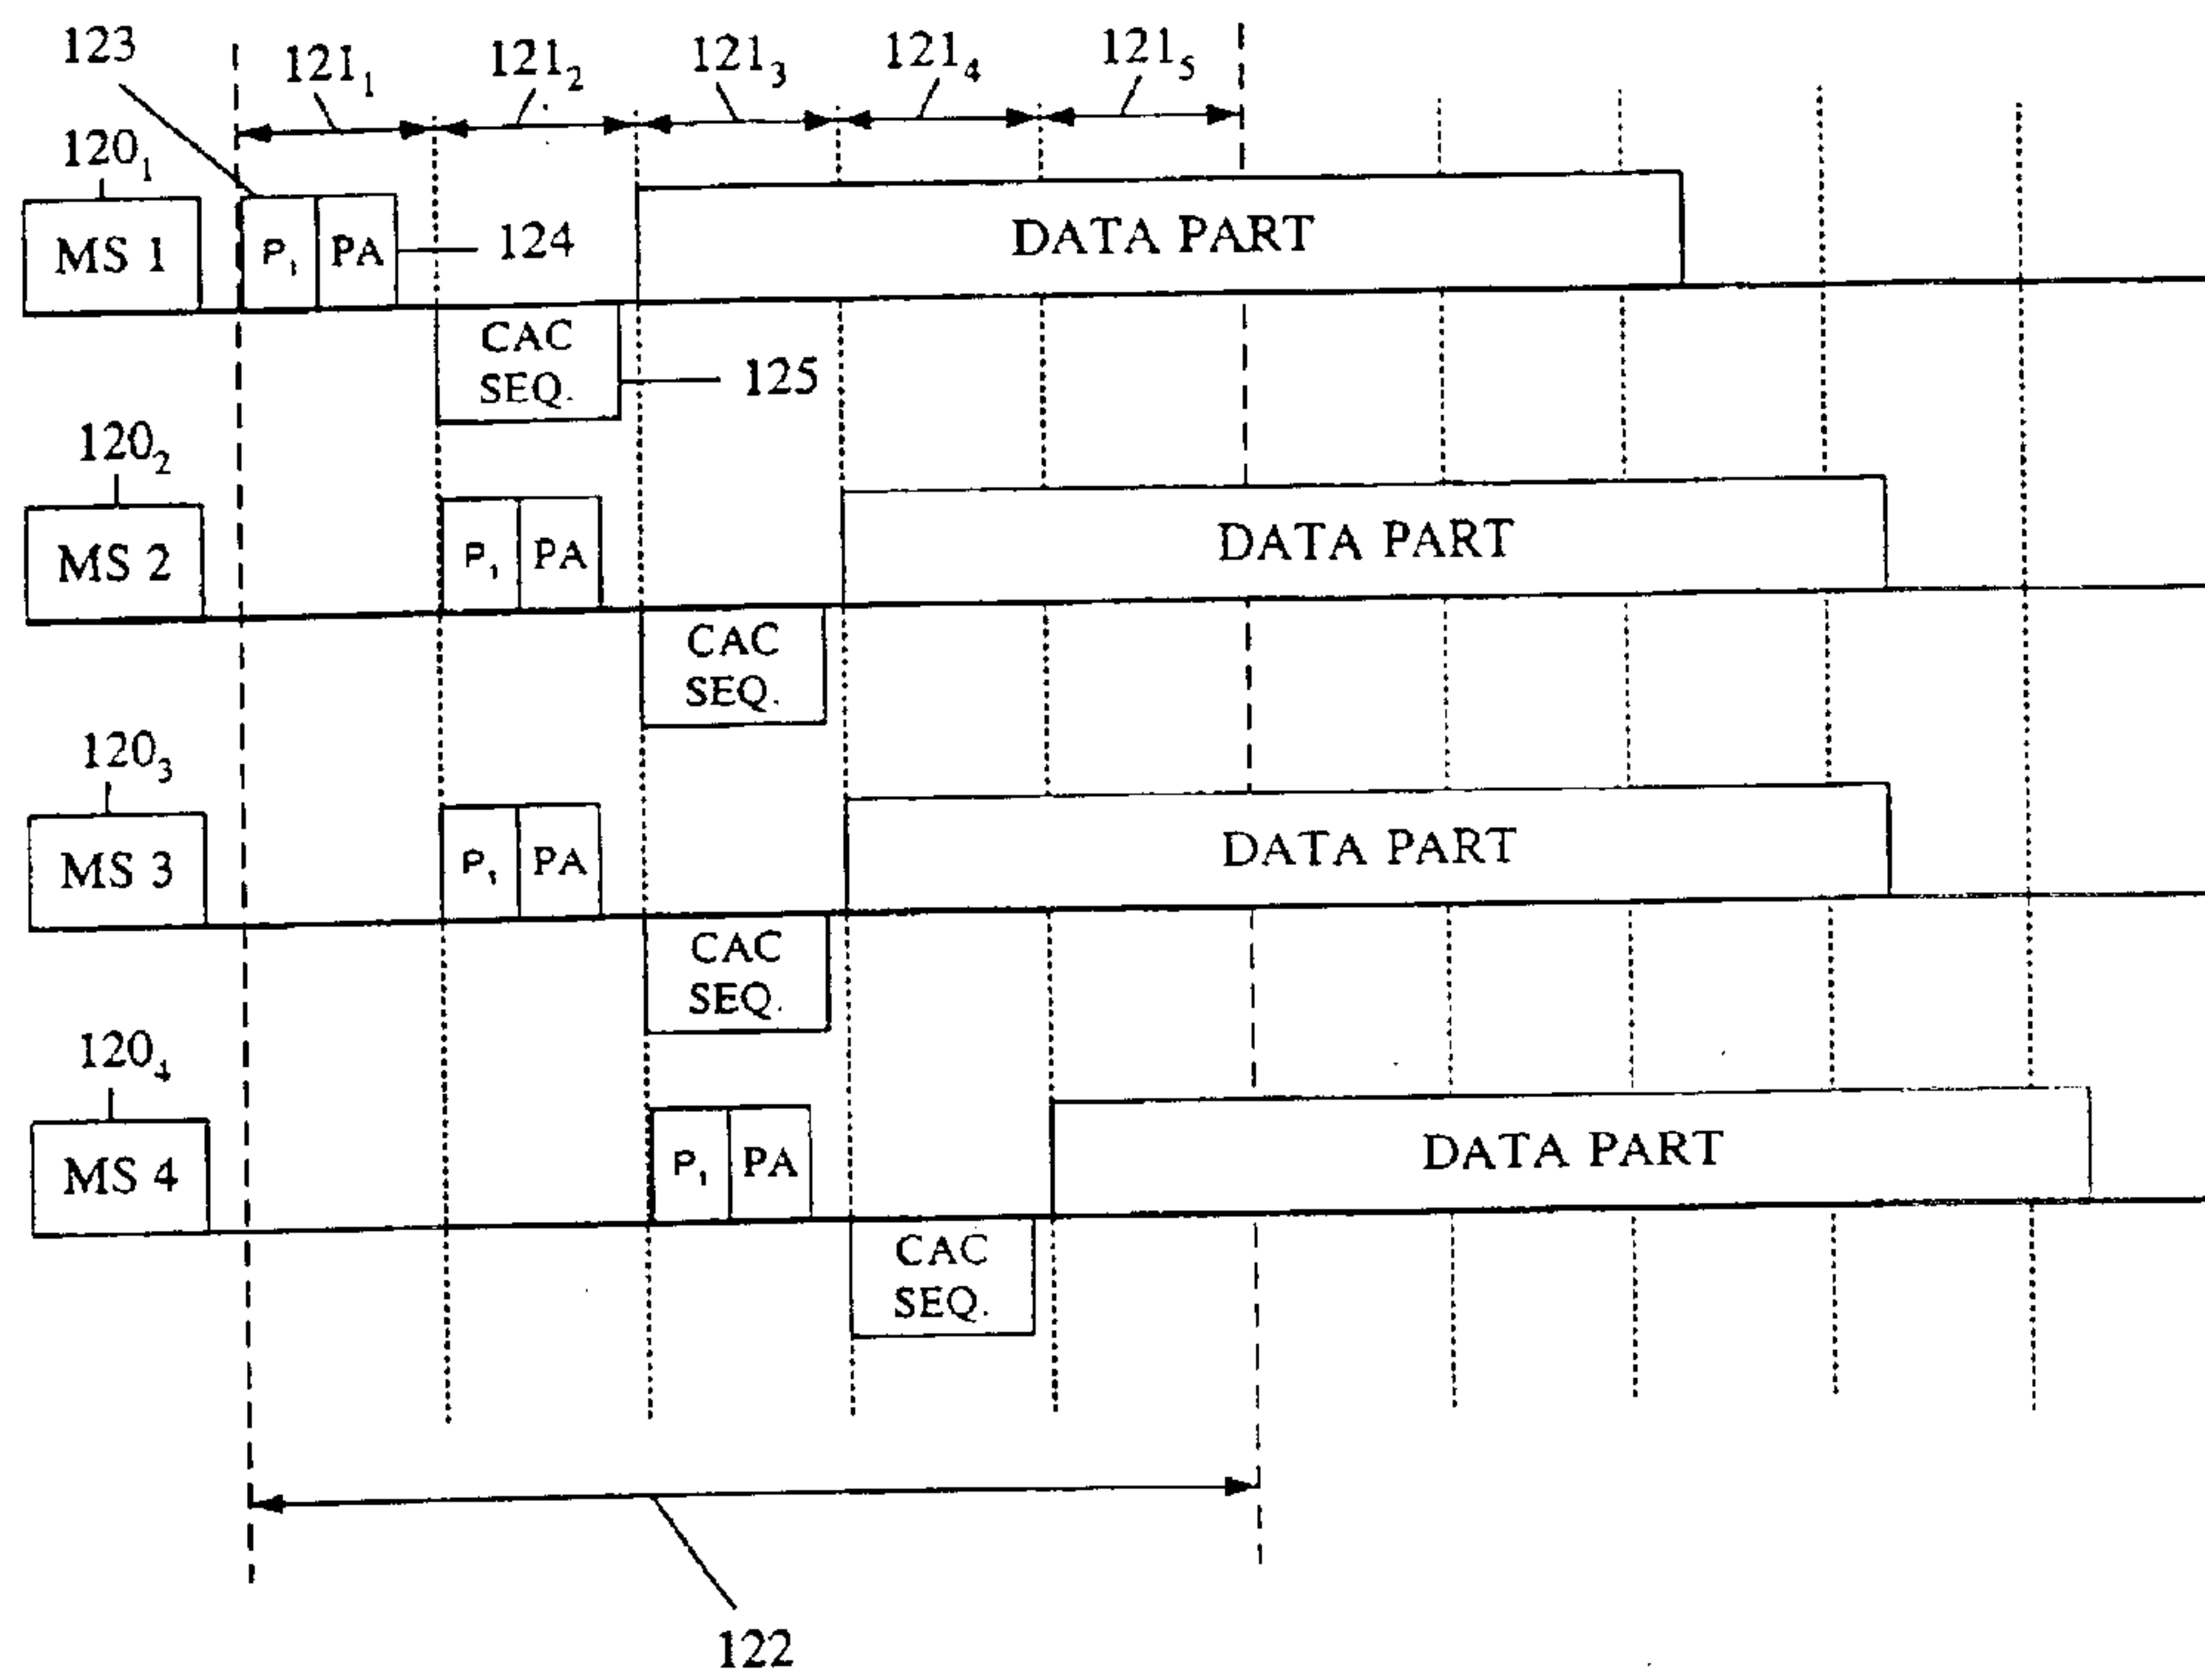 123
121₁
121₂
121₃
121₄
121₅
120₁
MS 1
P₁
PA
124
DATA PART
CAC
SEQ.
125
120₂
MS 2
P₁
PA
DATA PART
CAC
SEQ.
120₃
MS 3
P₁
PA
DATA PART
CAC
SEQ.
120₄
MS 4
P₁
PA
DATA PART
CAC
SEQ.
122